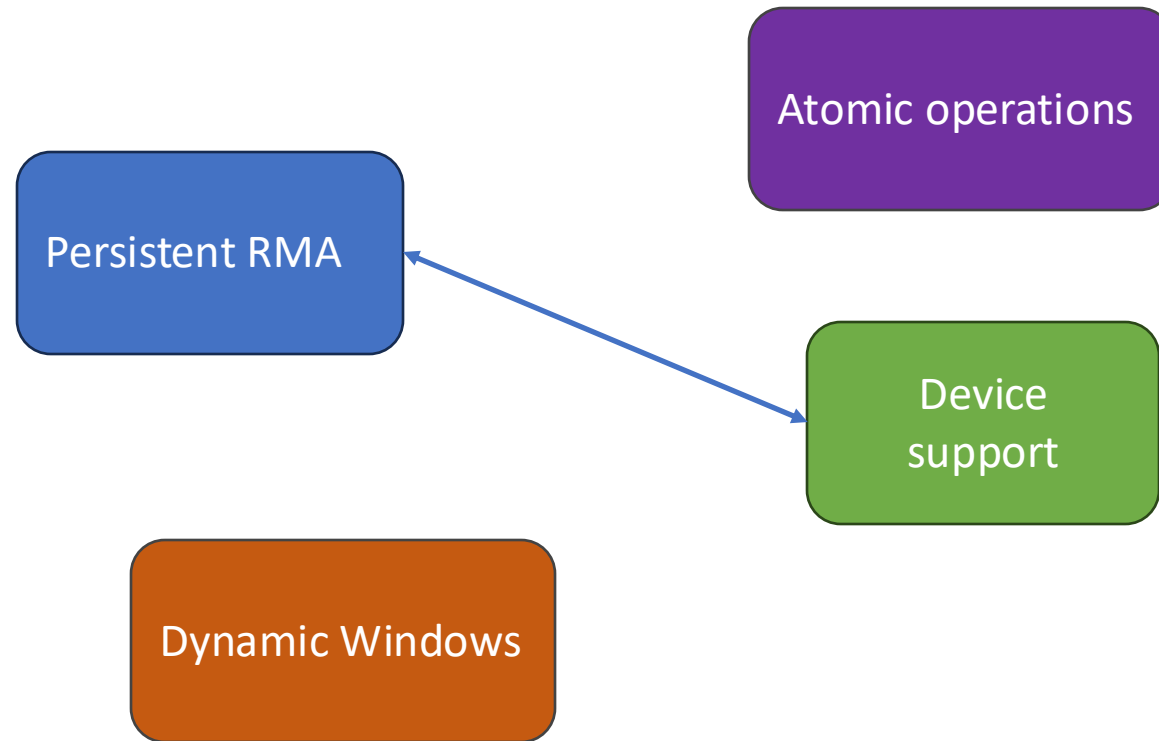 Atomic operations
Persistent RMA
Device
support
Dynamic Windows